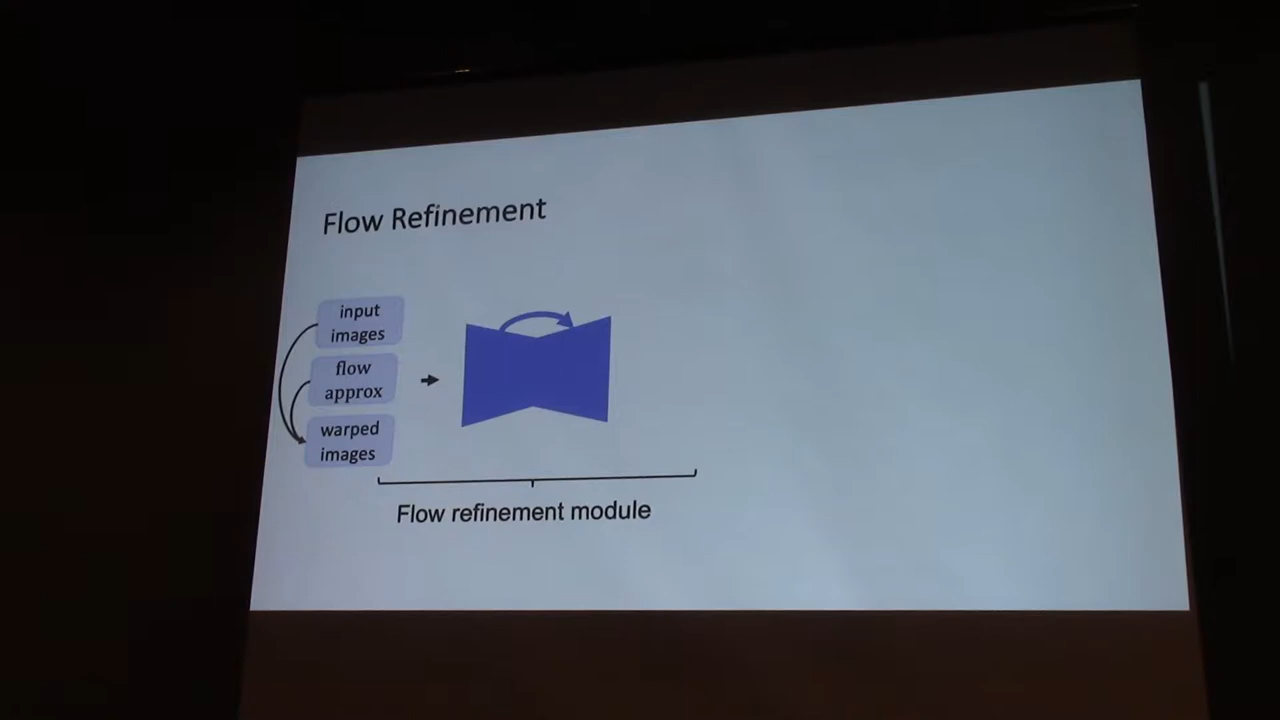 Flow Refinement
input
images
flow
approx
warped
images
Flow refinement module